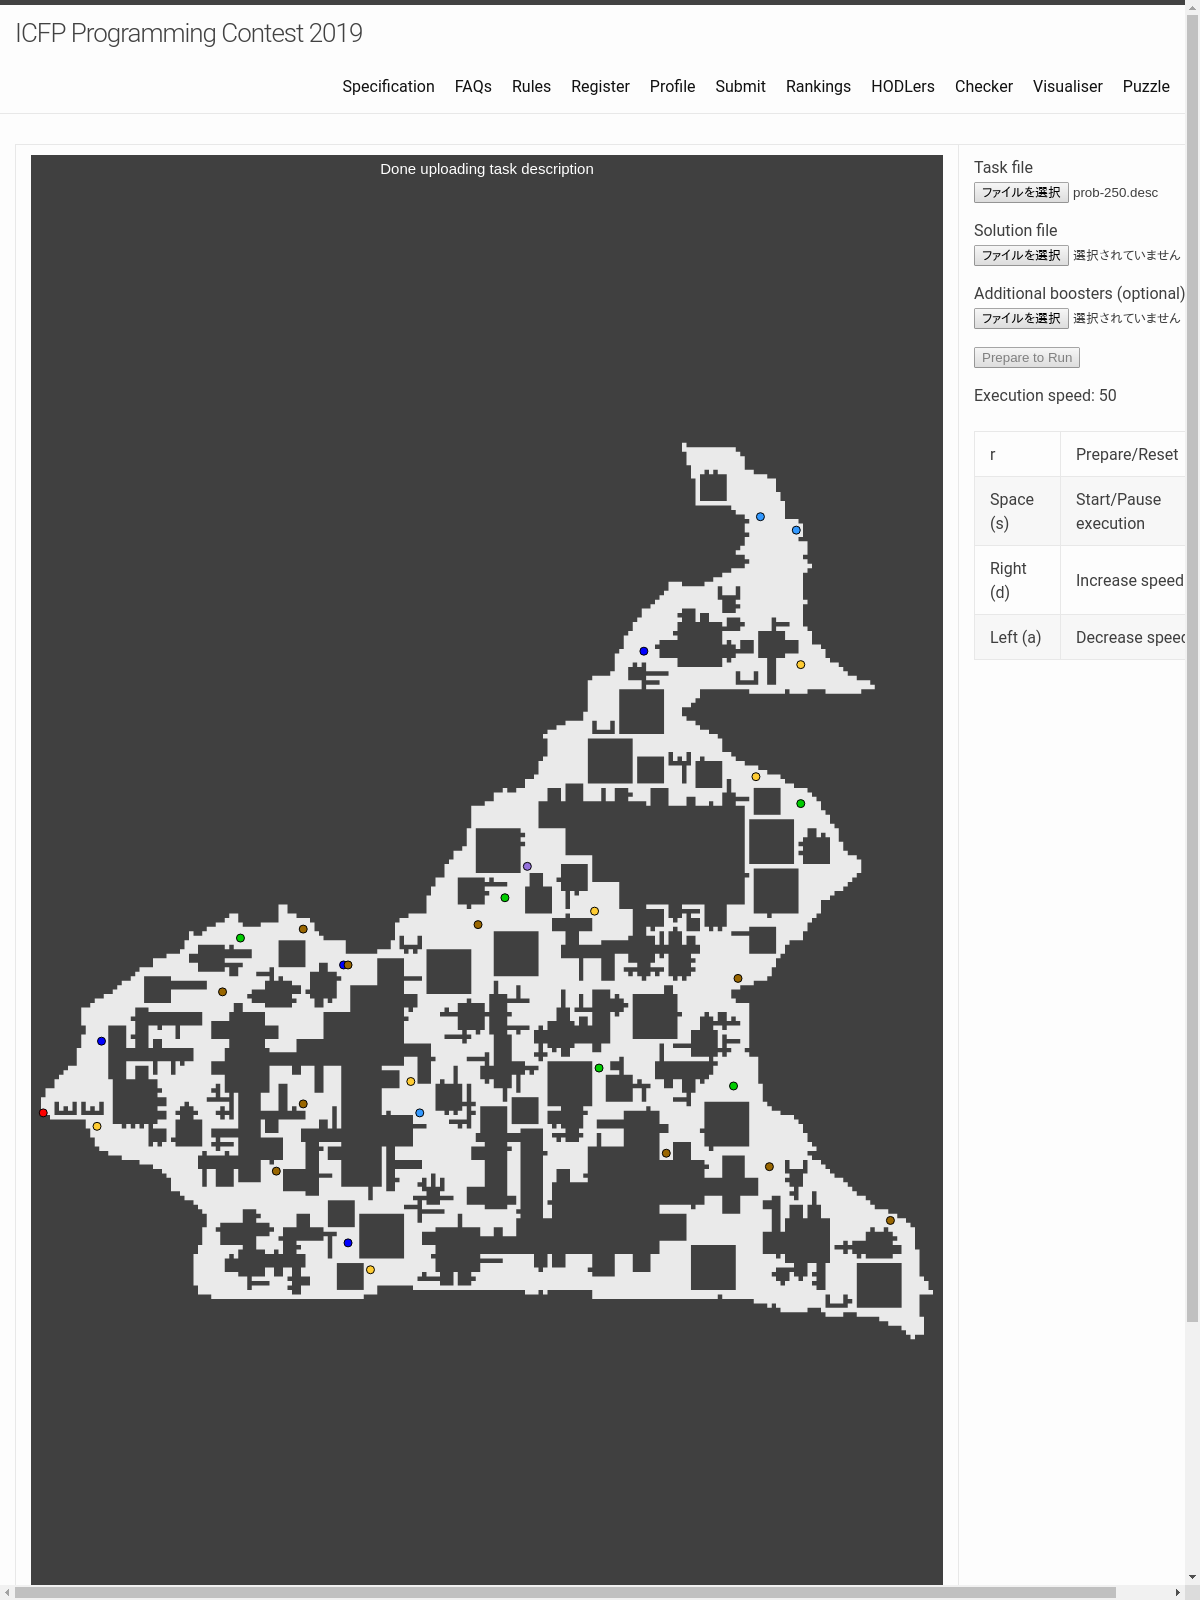 ICFP Programming Contest 2019
Specification FAQs Rules Register Profile Submit Rankings HODLers Checker Visualiser Puzzle
Done uploading task description
Task file
ファイルを選択 prob-250.desc
Solution file
ファイルを選択 選択されていません
Additional boosters (optional)
ファイルを選択 選択されていません
Prepare to Run
Execution speed: 50
r Prepare/Reset
Space (s) Start/Pause execution
Right (d) Increase speed
Left (a) Decrease speed